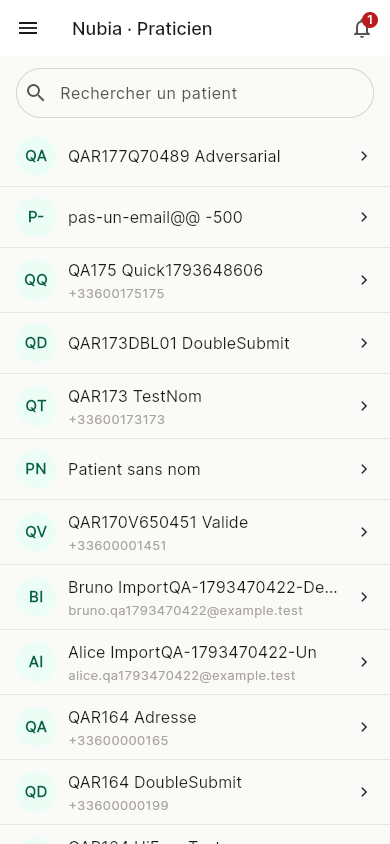 Nubia · Praticien
1
Rechercher un patient
QA
QAR177Q70489 Adversarial
P-
pas-un-email@@ -500
QQ
QA175 Quick1793648606
+33600175175
QD
QAR173DBL01 DoubleSubmit
QT
QAR173 TestNom
+33600173173
PN
Patient sans nom
QV
QAR170V650451 Valide
+33600001451
BI
Bruno ImportQA-1793470422-De...
bruno.qa1793470422@example.test
AI
Alice ImportQA-1793470422-Un
alice.qa1793470422@example.test
QA
QAR164 Adresse
+33600000165
QD
QAR164 DoubleSubmit
+33600000199